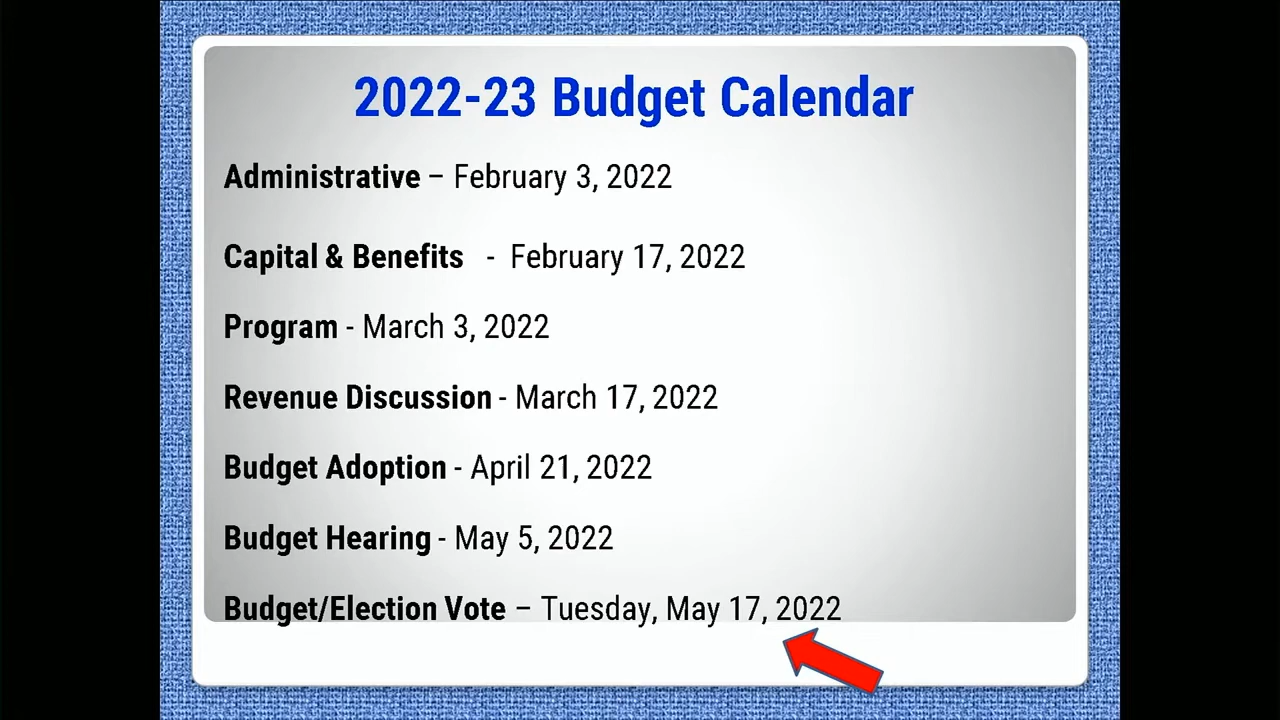 2022-23 Budget Calendar
Administrative – February 3, 2022
Capital & Benefits - February 17, 2022
Program - March 3, 2022
Revenue Discussion - March 17, 2022
Budget Adoption - April 21, 2022
Budget Hearing - May 5, 2022
Budget/Election Vote – Tuesday, May 17, 2022